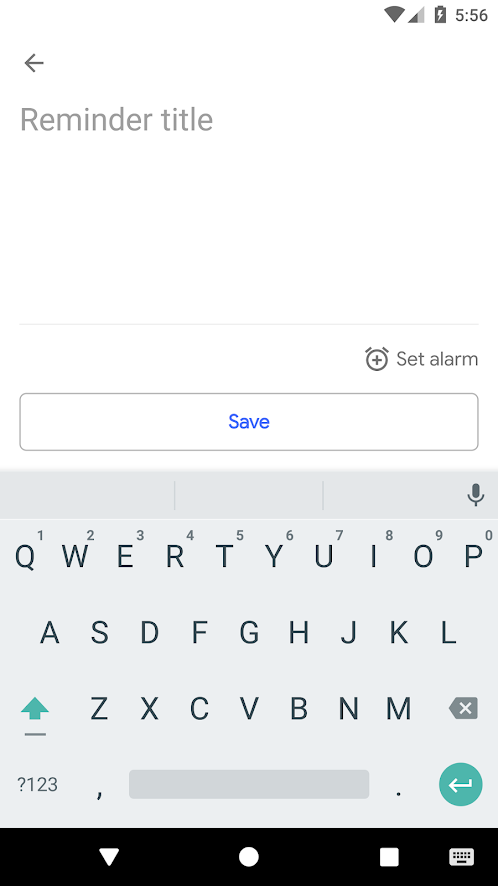 5:56
Reminder title
Set alarm
Save
1 2 3 4 5 6 7 8 9 0
Q W E R T Y U I O P
A S D F G H J K L
Z X C V B N M
?123 , .